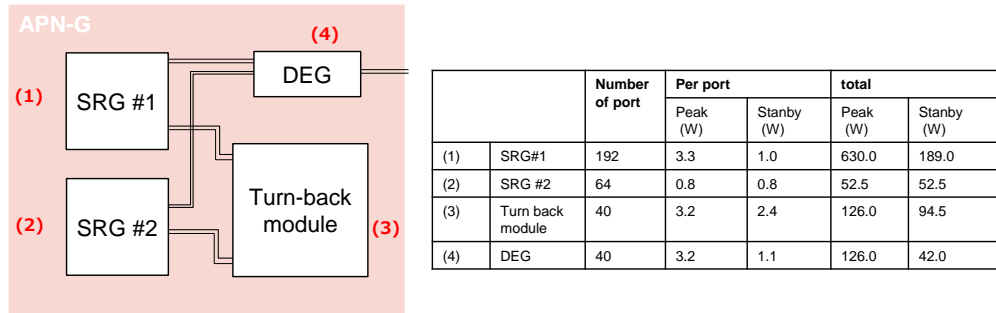 APN-G
(4)
DEG
(1)
SRG #1
Turn-back
module
(3)
(2)
SRG #2
Number
of port
Per port
total
Peak
(W)
Stanby
(W)
Peak
(W)
Stanby
(W)
(1) SRG#1 192 3.3 1.0 630.0 189.0
(2) SRG #2 64 0.8 0.8 52.5 52.5
(3) Turn back
module 40 3.2 2.4 126.0 94.5
(4) DEG 40 3.2 1.1 126.0 42.0